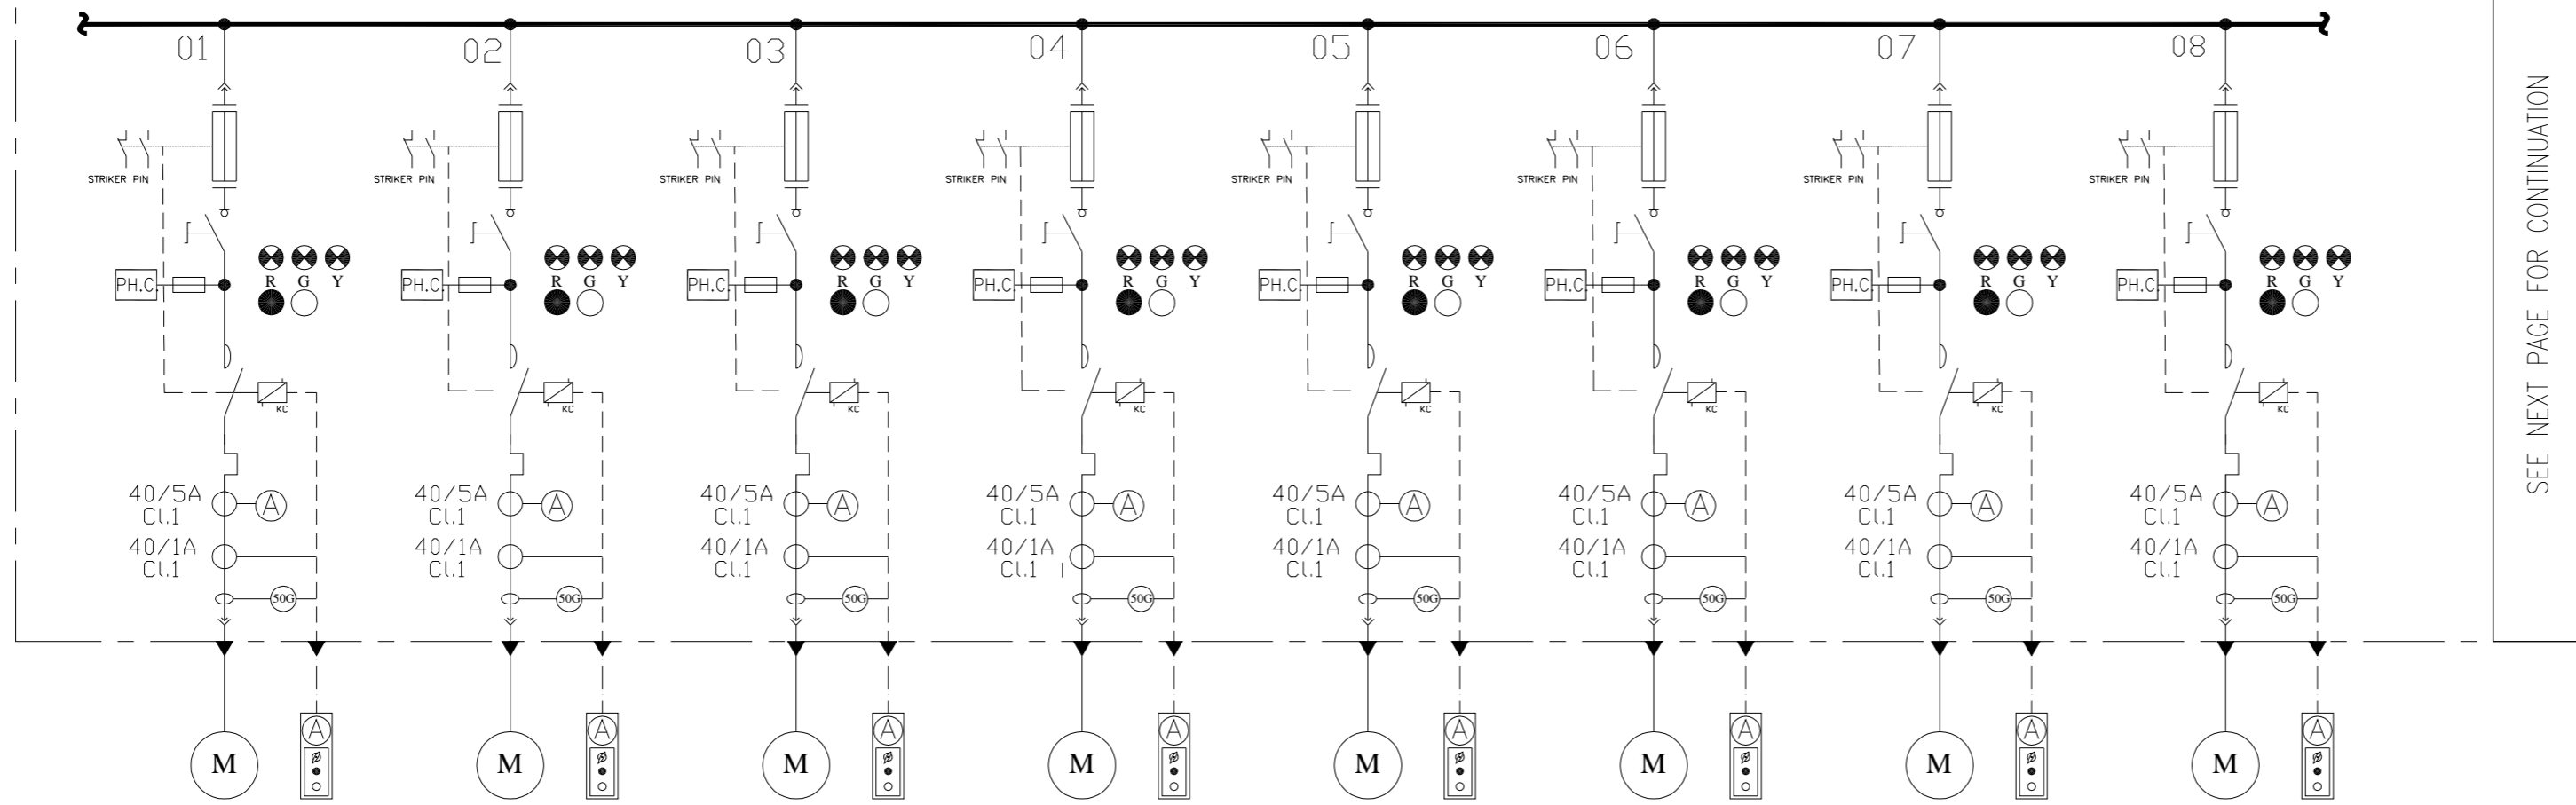 01 02 03 04 05 06 07 08
STRIKER PIN STRIKER PIN STRIKER PIN STRIKER PIN STRIKER PIN STRIKER PIN STRIKER PIN STRIKER PIN
PH.C. R G Y PH.C. R G Y PH.C. R G Y PH.C. R G Y PH.C. R G Y PH.C. R G Y PH.C. R G Y PH.C. R G Y
KC KC KC KC KC KC KC KC
40/5A A 40/5A A 40/5A A 40/5A A 40/5A A 40/5A A 40/5A A 40/5A A
Cl.1 Cl.1 Cl.1 Cl.1 Cl.1 Cl.1 Cl.1 Cl.1
40/1A 40/1A 40/1A 40/1A 40/1A 40/1A 40/1A 40/1A
Cl.1 Cl.1 Cl.1 Cl.1 Cl.1 Cl.1 Cl.1 Cl.1
50G 50G 50G 50G 50G 50G 50G 50G
A A A A A A A A
M M M M M M M M
SEE NEXT PAGE FOR CONTINUATION